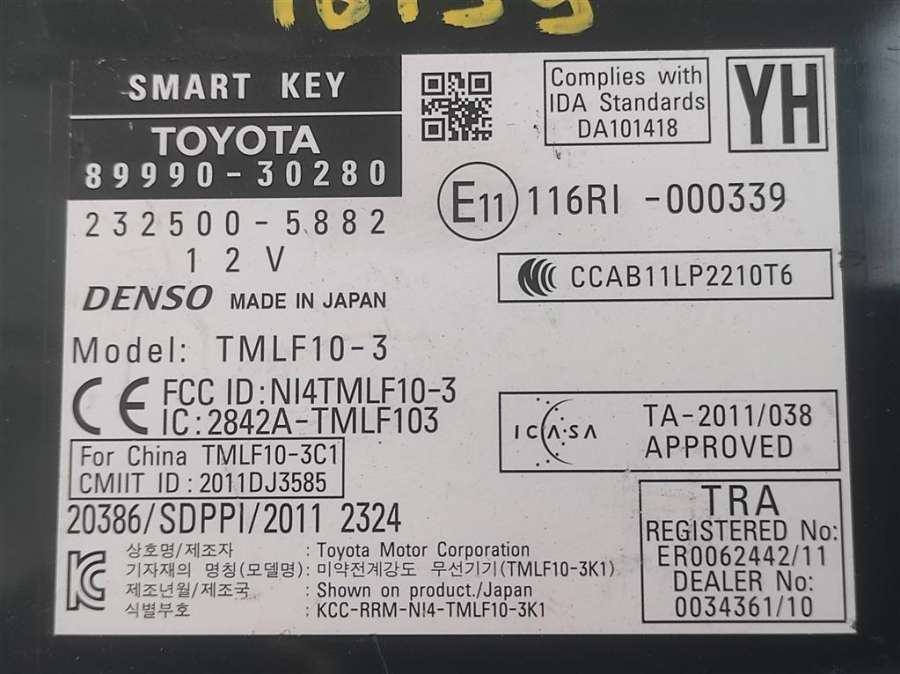 SMART KEY
TOYOTA
89990-30280
232500-5882
12V
DENSO MADE IN JAPAN
Model: TMLF10-3
CE FCC ID:NI4TMLF10-3
IC:2842A-TMLF103
For China TMLF10-3C1
CMIIT ID:2011DJ3585
20386/SDPPI/2011 2324
상호명/제조자 : Toyota Motor Corporation
기자재의 명칭(모델명): 미약전계강도 무선기기(TMLF10-3K1)
제조년월/제조국 : Shown on product./Japan
식별부호 : KCC-RRM-NI4-TMLF10-3K1
Complies with
IDA Standards
DA101418
YH
E11 116RI -000339
CCAB11LP2210T6
ICASA TA-2011/038
APPROVED
TRA
REGISTERED No:
ER0062442/11
DEALER No:
0034361/10